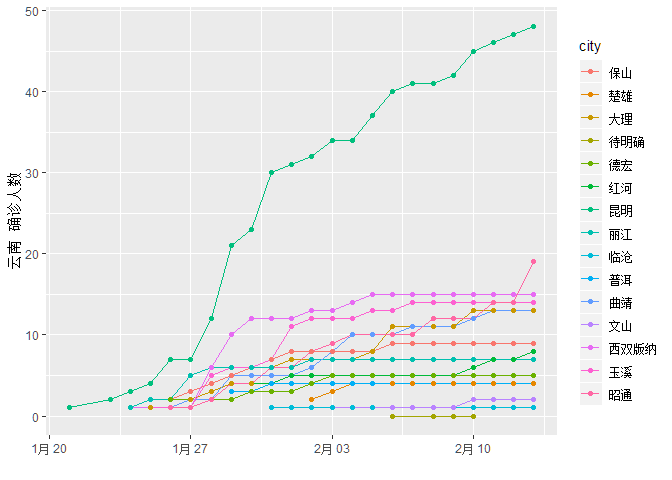 50
40
30
20
10
0
云南 确诊人数
1月 20
1月 27
2月 03
2月 10
city
保山
楚雄
大理
待明确
德宏
红河
昆明
丽江
临沧
普洱
曲靖
文山
西双版纳
玉溪
昭通